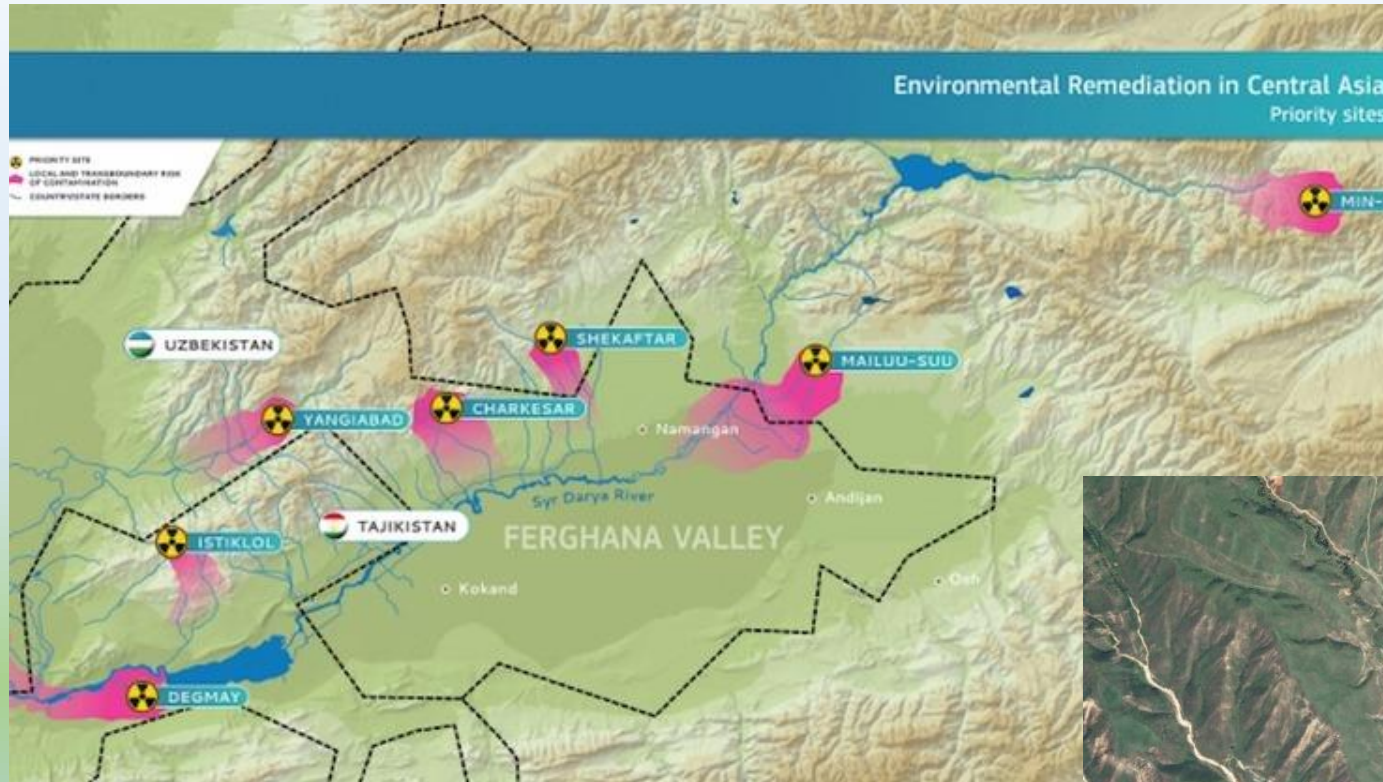 Environmental Remediation in Central Asia
Priority sites
PRIORITY SITE
LOCAL AND TRANSBOUNDARY RISK
OF CONTAMINATION
COUNTRY/STATE BORDERS
MIN-
SHEKAFTAR
UZBEKISTAN
MAILUU-SUU
CHARKESAR
YANGIABAD
Namangan
Syr Darya River
Andijan
TAJIKISTAN
ISTIKLOL
FERGHANA VALLEY
Osh
Kokand
DEGMAY